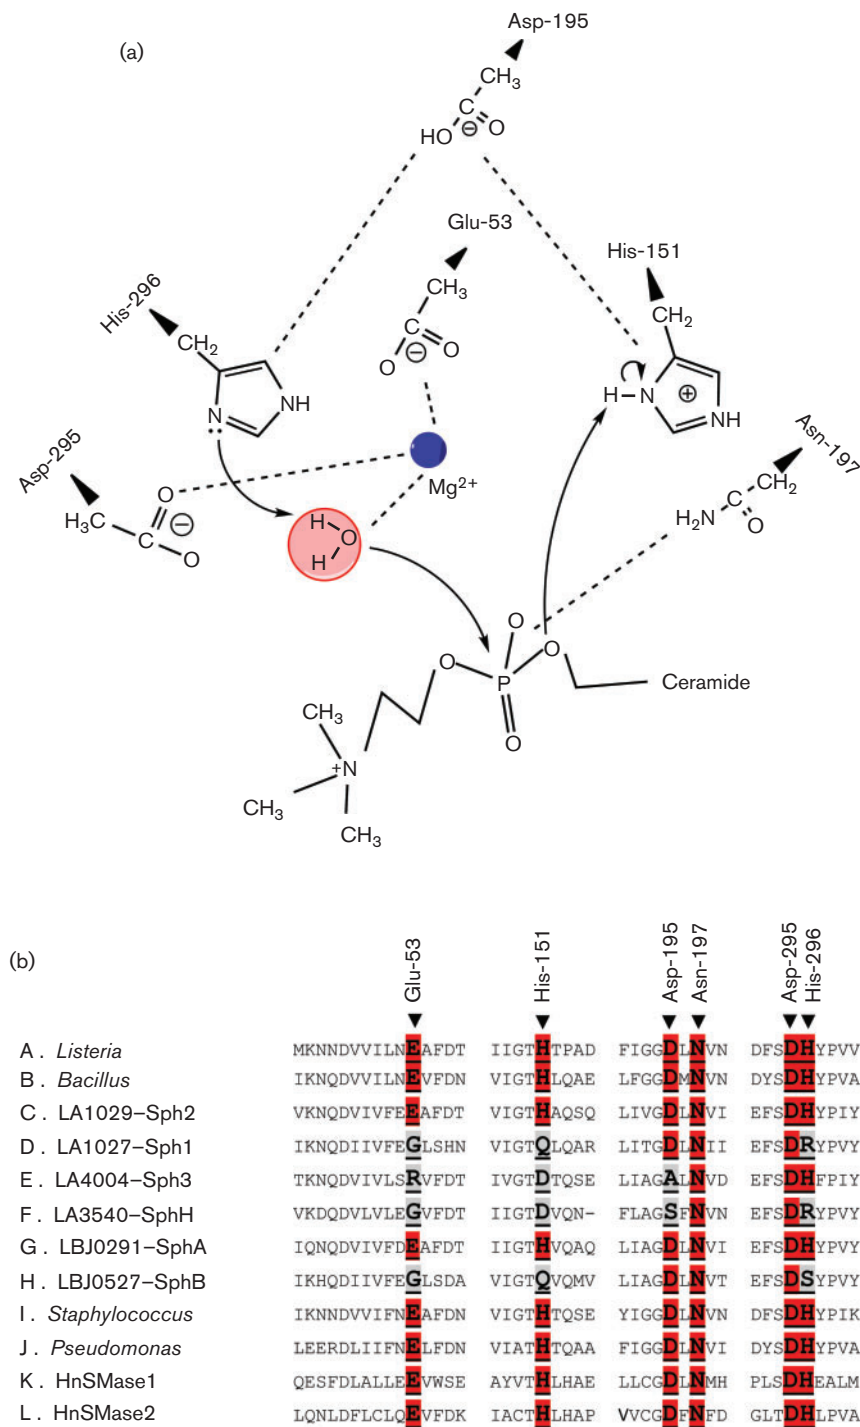 (a)
Asp-195
CH3
C
HO ⊖ O
Glu-53
His-151
CH3
His-296
CH2
CH2
C
O ⊖ O
N
NH
H N ⊕
NH
Asn-197
Asp-295
Mg2+
CH2
H2N C
O
O
H3C ⊖
C
O
H
O
H
O
O
O
P
Ceramide
O
CH3
+N
CH3
CH3
(b)
Glu-53 His-151 Asp-195 Asn-197 Asp-295 His-296
A . Listeria MKNNDVVILNEAFDT IIGTHTPAD FIGGDLNVN DFSDHYPVV
B . Bacillus IKNQDVVILNEVFDN VIGTHLQAE LFGGDMNVN DYSDHYPVA
C . LA1029–Sph2 VKNQDVIVFEEAFDT VIGTHAQSQ LIVGDLNVI EFSDHYPIY
D . LA1027–Sph1 IKNQDIIVFEGLSHN VIGTQLQAR LITGDLNII EFSDRYPVY
E . LA4004–Sph3 TKNQDVIVLSRVFDT IVGTDTQSE LIAGALNVD EFSDHFPIY
F . LA3540–SphH VKDQDVLVLEGVFDT IIGTDVQN- FLAGSFNVN EFSDRYPVY
G . LBJ0291–SphA IQNQDVIVFDEAFDT IIGTHVQAQ LIAGDLNVI EFSDHYPVY
H . LBJ0527–SphB IKHQDIIVFEGLSDA VIGTQVQMV LIAGDLNVT EFSDSYPVY
I . Staphylococcus IKNNDVVIFNEAFDN VIGTHTQSE YIGGDLNVN DYSDHYPIK
J . Pseudomonas LEERDLIIFNELFDN VIATHTQAA FIGGDLNVI DYSDHYPVA
K . HnSMase1 QESFDLALLEEVWSE AYVTHLHAE LLCGDLNMH PLSDHEALM
L . HnSMase2 LQNLDFLCLQEVFDK IACTHLHAP VVCGDFNFD GLTDHLPVA